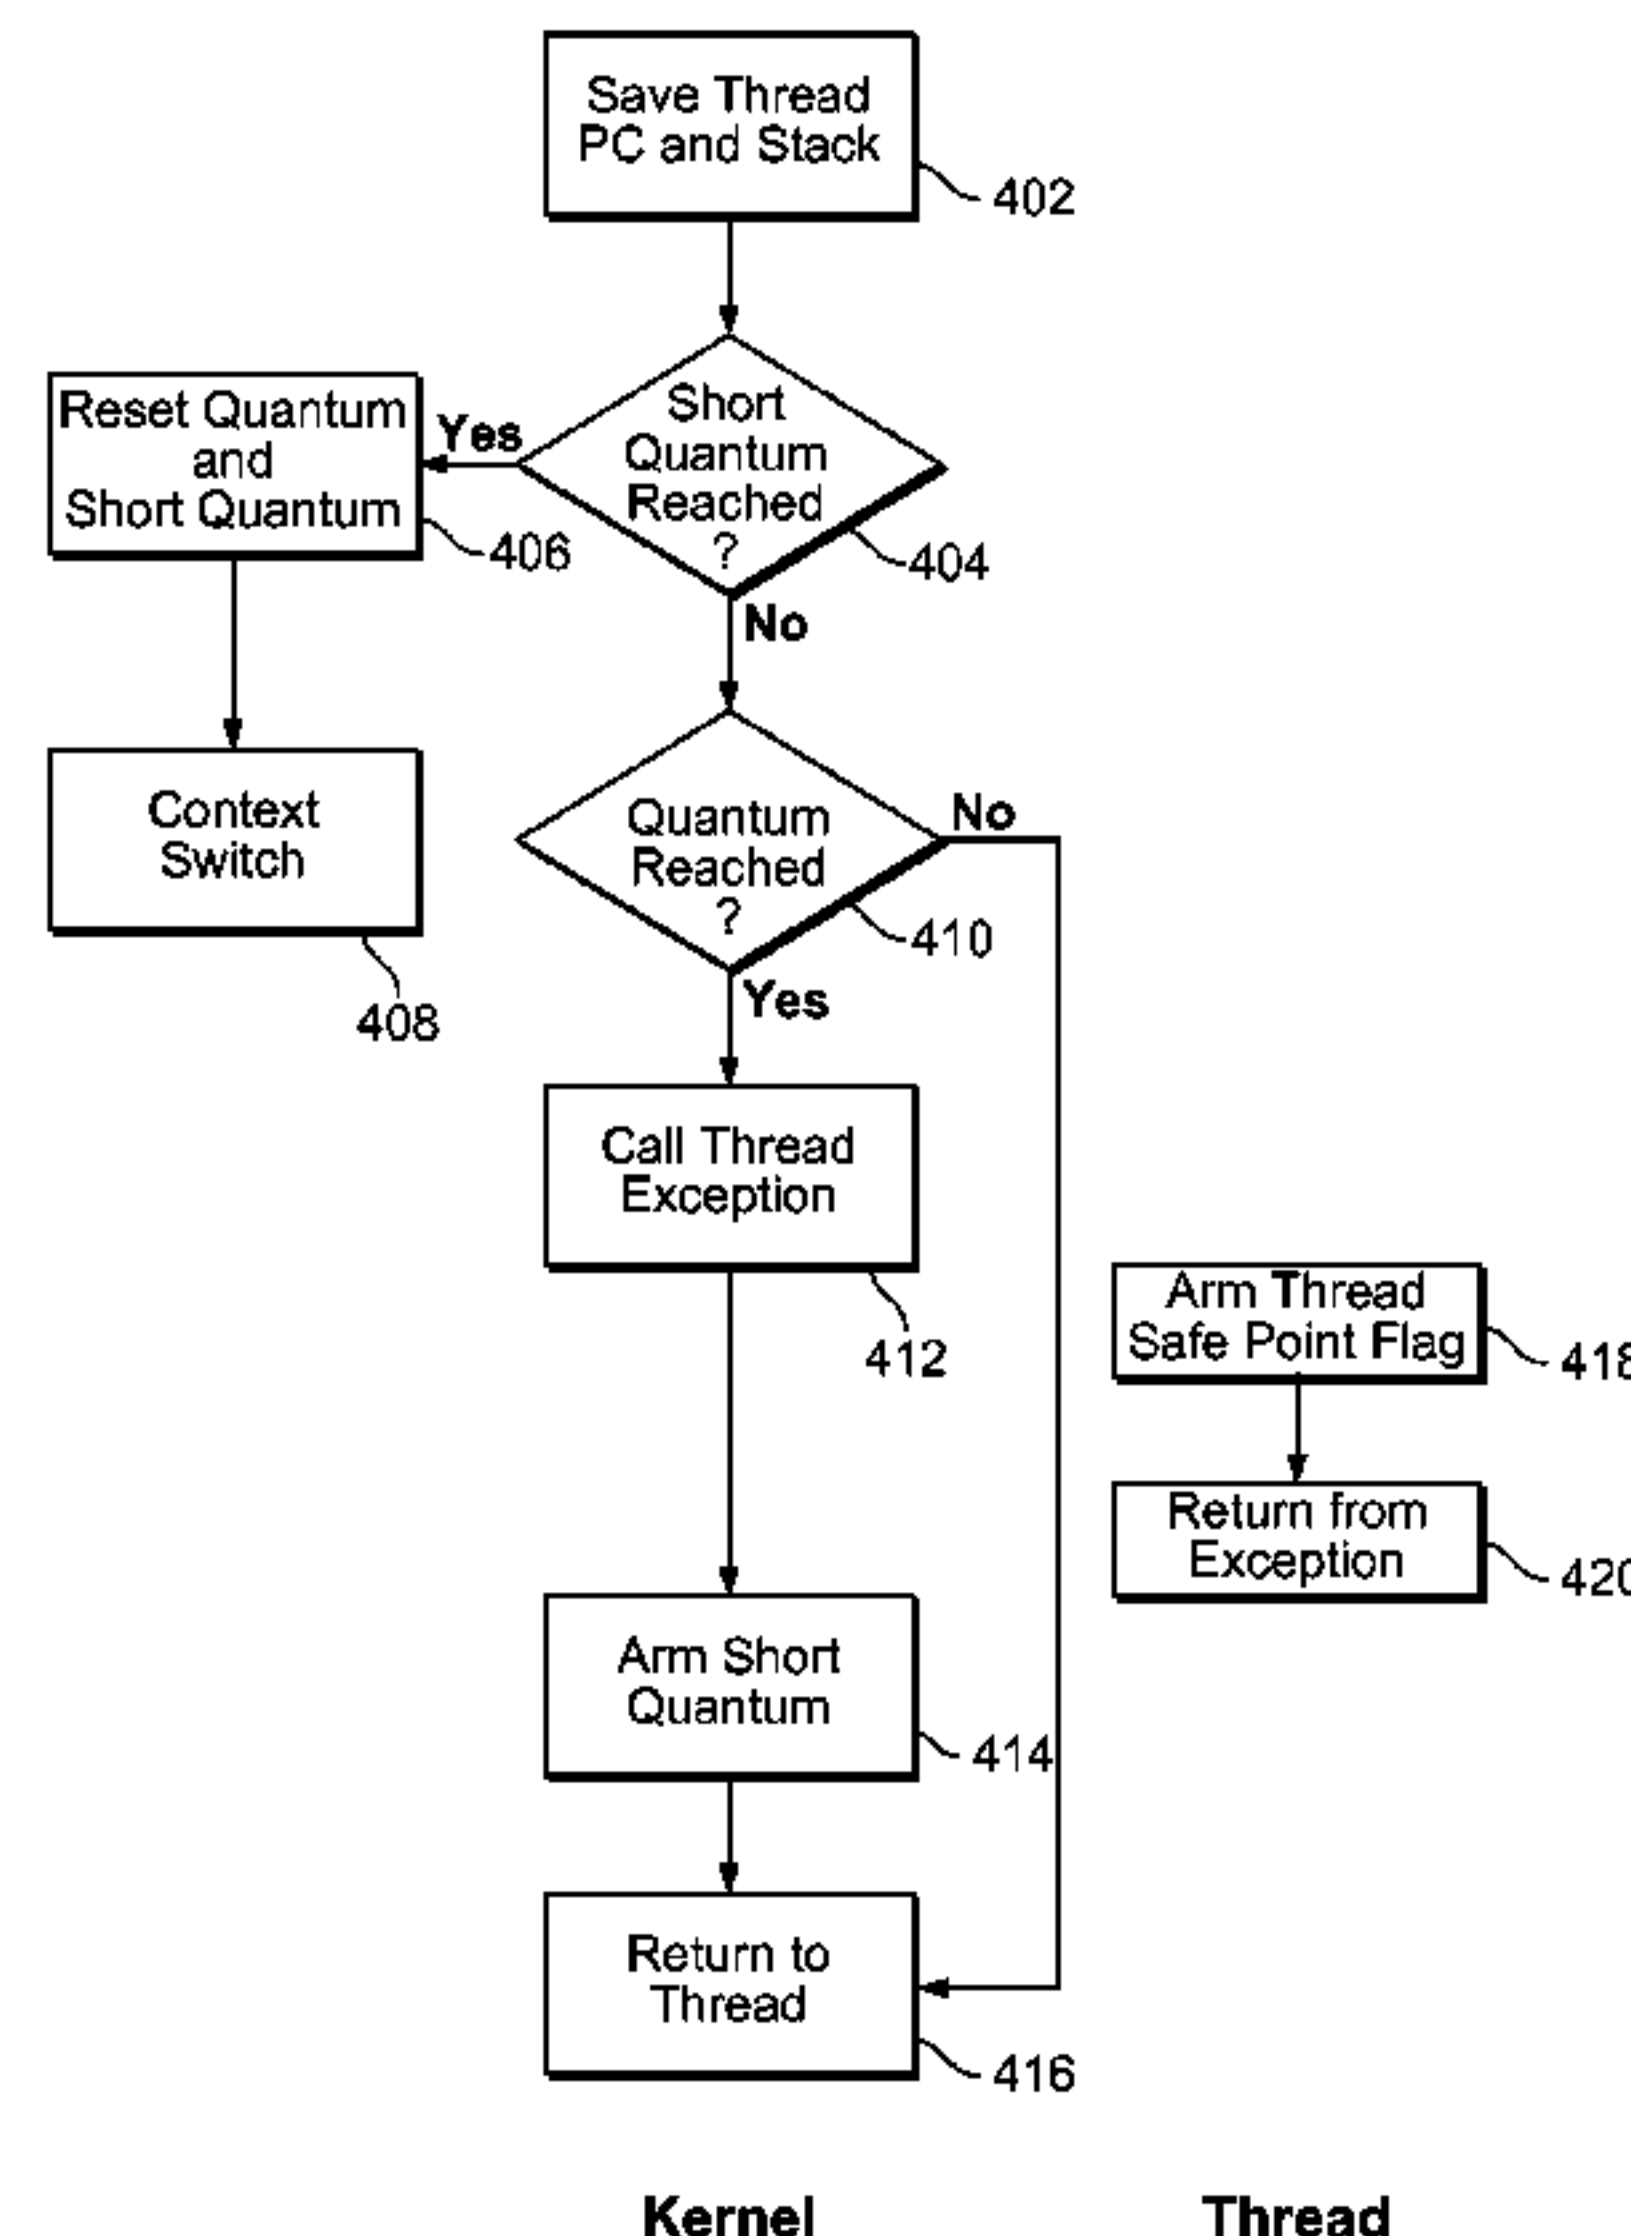 Save Thread
PC and Stack
402
Short
Quantum
Reached
?
404
Yes
Reset Quantum
and
Short Quantum
406
No
Context
Switch
408
Quantum
Reached
?
410
No
Yes
Call Thread
Exception
412
Arm Thread
Safe Point Flag
418
Return from
Exception
420
Arm Short
Quantum
414
Return to
Thread
416
Kernel
Thread